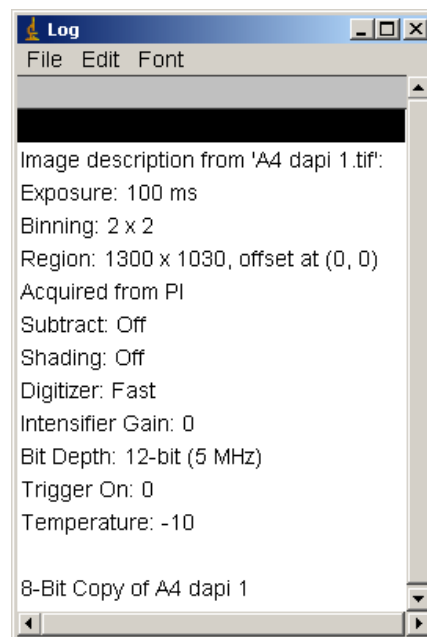 Log
File Edit Font
Image description from 'A4 dapi 1.tif':
Exposure: 100 ms
Binning: 2 x 2
Region: 1300 x 1030, offset at (0, 0)
Acquired from PI
Subtract: Off
Shading: Off
Digitizer: Fast
Intensifier Gain: 0
Bit Depth: 12-bit (5 MHz)
Trigger On: 0
Temperature: -10
8-Bit Copy of A4 dapi 1